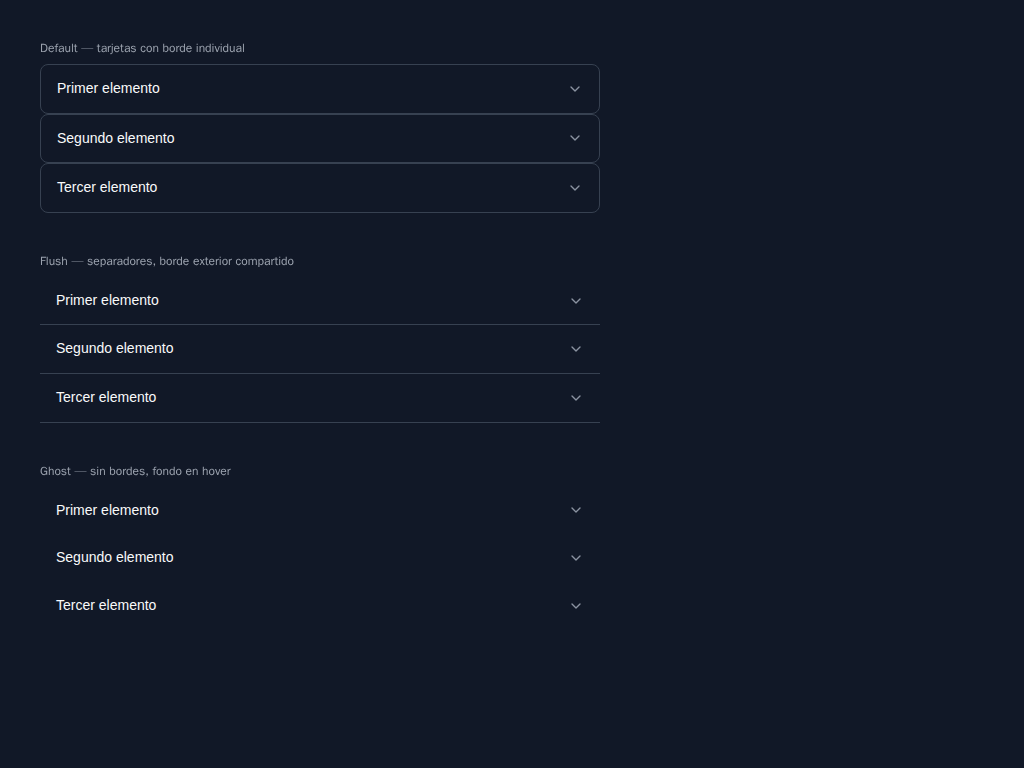 Default — tarjetas con borde individual
Primer elemento
Segundo elemento
Tercer elemento
Flush — separadores, borde exterior compartido
Primer elemento
Segundo elemento
Tercer elemento
Ghost — sin bordes, fondo en hover
Primer elemento
Segundo elemento
Tercer elemento